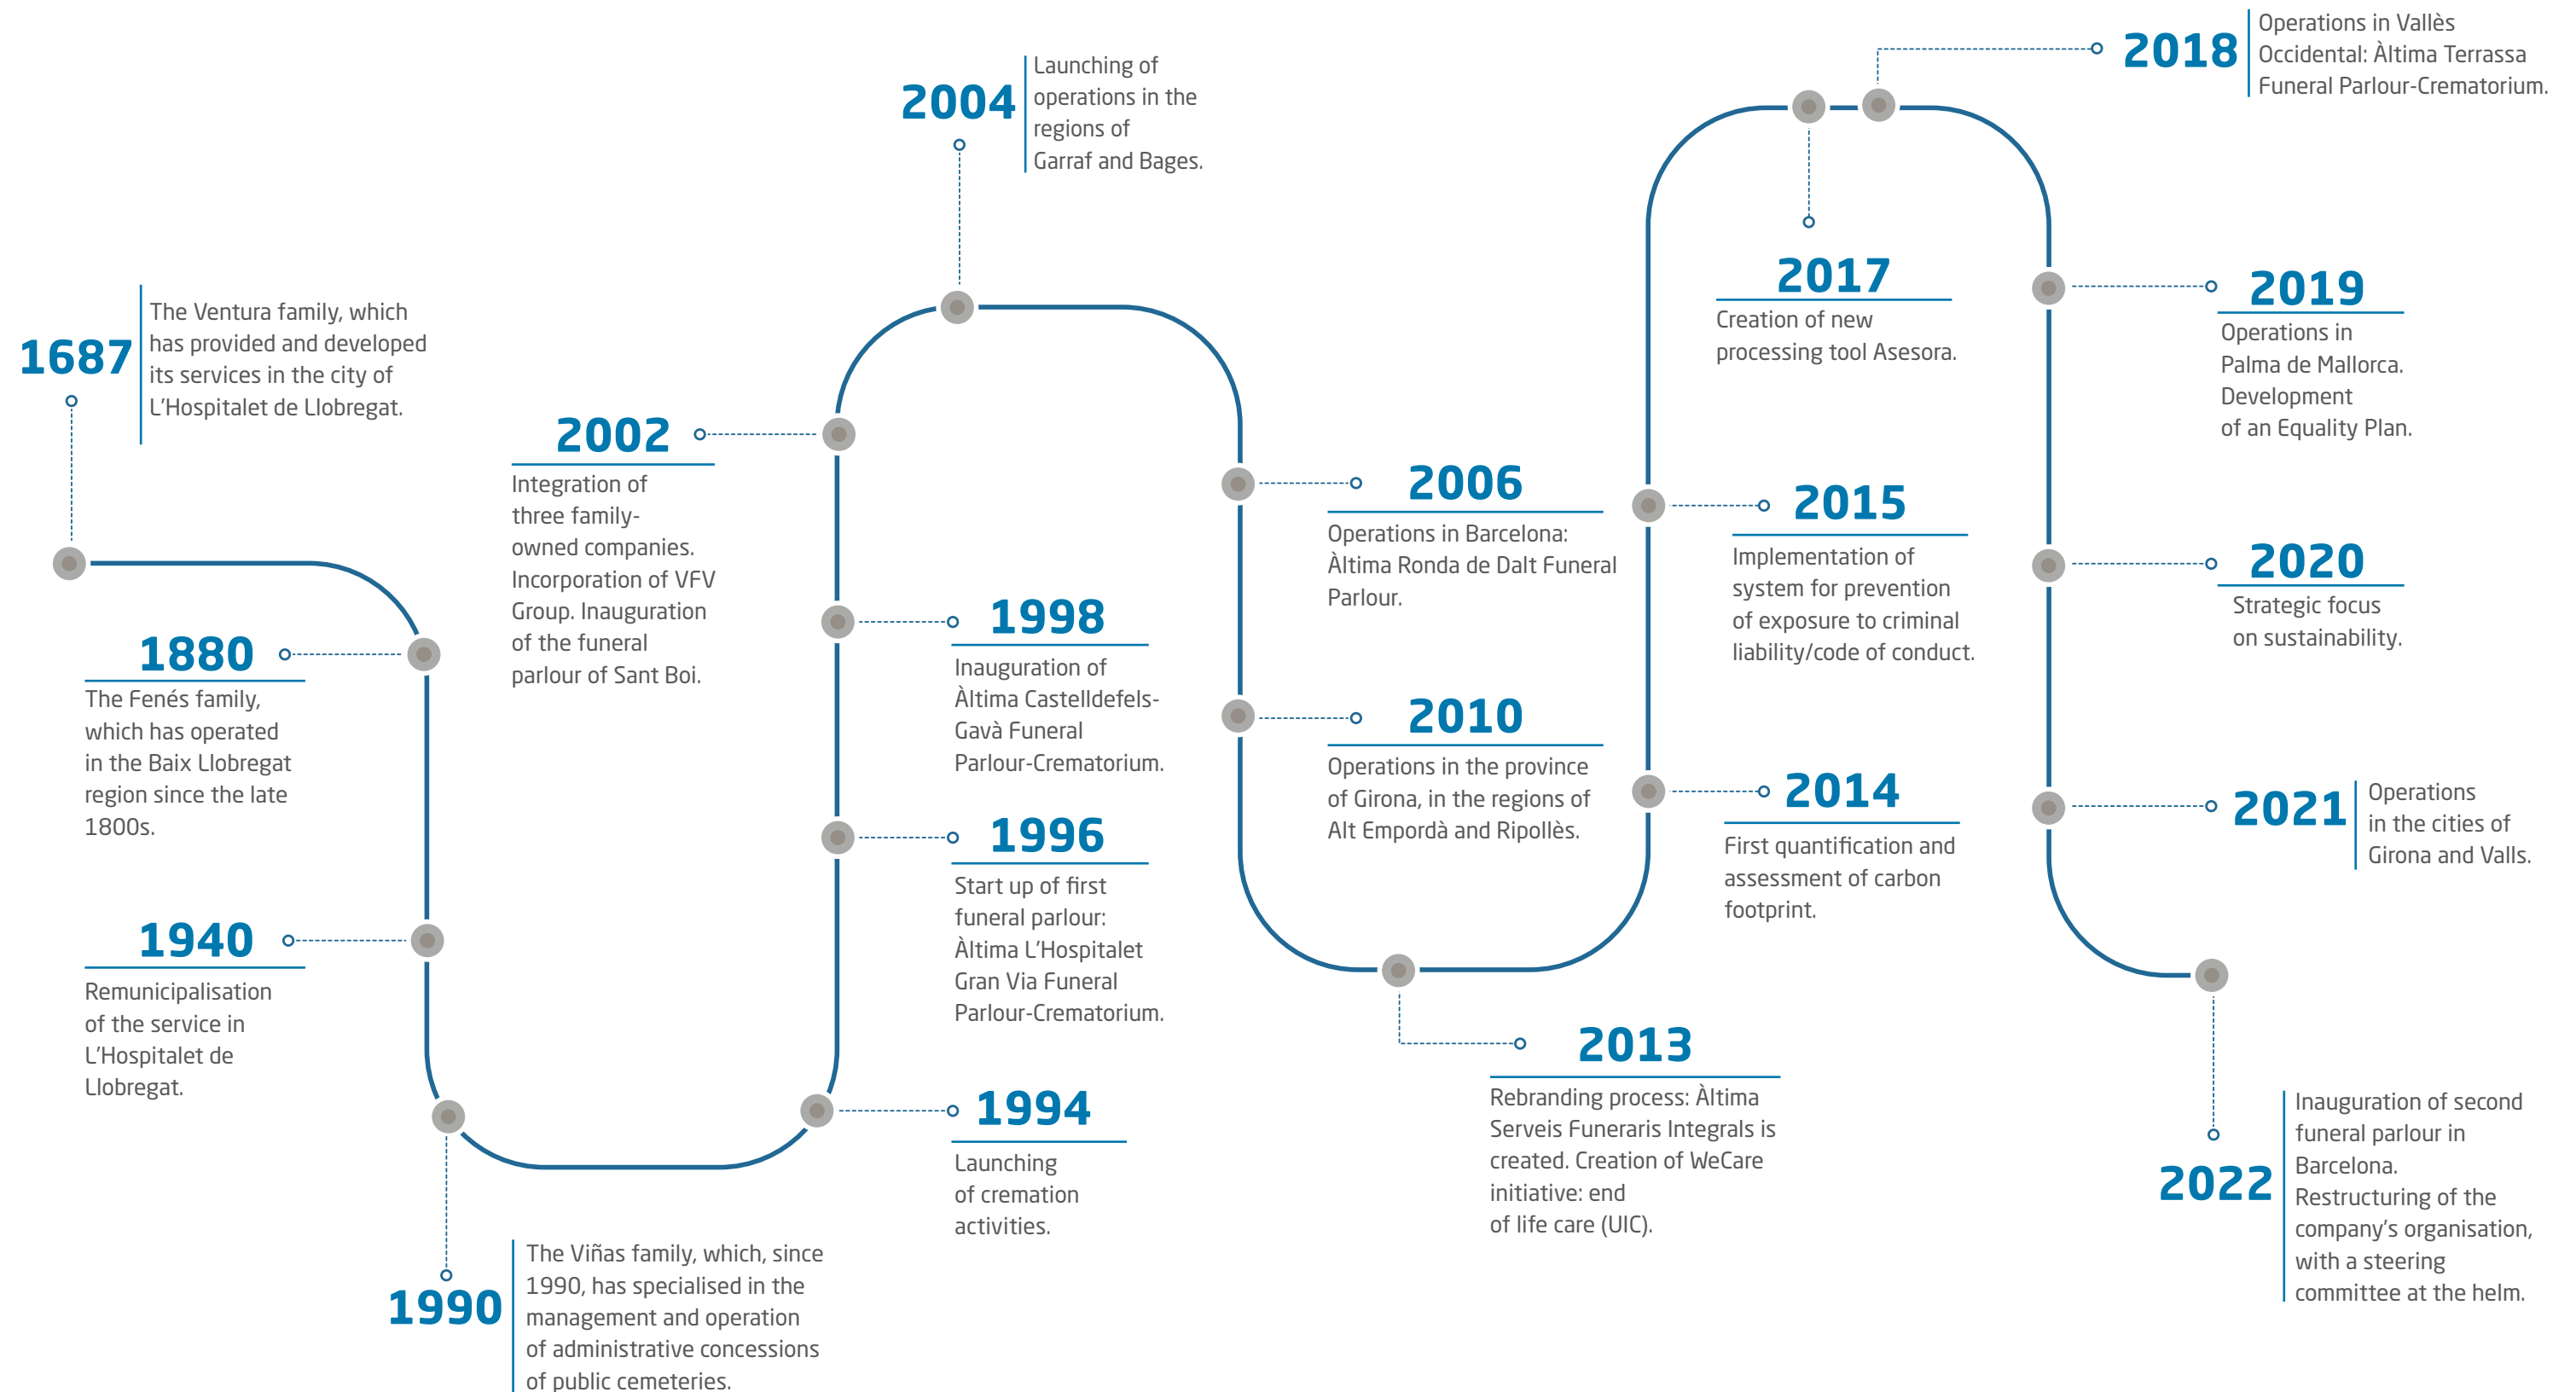 1687
The Ventura family, which
has provided and developed
its services in the city of
L'Hospitalet de Llobregat.
1880
The Fenés family,
which has operated
in the Baix Llobregat
region since the late
1800s.
1940
Remunicipalisation
of the service in
L'Hospitalet de
Llobregat.
1990
The Viñas family, which, since
1990, has specialised in the
management and operation
of administrative concessions
of public cemeteries.
1994
Launching
of cremation
activities.
1996
Start up of first
funeral parlour:
Àltima L'Hospitalet
Gran Via Funeral
Parlour-Crematorium.
1998
Inauguration of
Àltima Castelldefels-
Gavà Funeral
Parlour-Crematorium.
2002
Integration of
three family-
owned companies.
Incorporation of VFV
Group. Inauguration
of the funeral
parlour of Sant Boi.
2004
Launching of
operations in the
regions of
Garraf and Bages.
2006
Operations in Barcelona:
Àltima Ronda de Dalt Funeral
Parlour.
2010
Operations in the province
of Girona, in the regions of
Alt Empordà and Ripollès.
2013
Rebranding process: Àltima
Serveis Funeraris Integrals is
created. Creation of WeCare
initiative: end
of life care (UIC).
2014
First quantification and
assessment of carbon
footprint.
2015
Implementation of
system for prevention
of exposure to criminal
liability/code of conduct.
2017
Creation of new
processing tool Asesora.
2018
Operations in Vallès
Occidental: Àltima Terrassa
Funeral Parlour-Crematorium.
2019
Operations in
Palma de Mallorca.
Development
of an Equality Plan.
2020
Strategic focus
on sustainability.
2021
Operations
in the cities of
Girona and Valls.
2022
Inauguration of second
funeral parlour in
Barcelona.
Restructuring of the
company's organisation,
with a steering
committee at the helm.